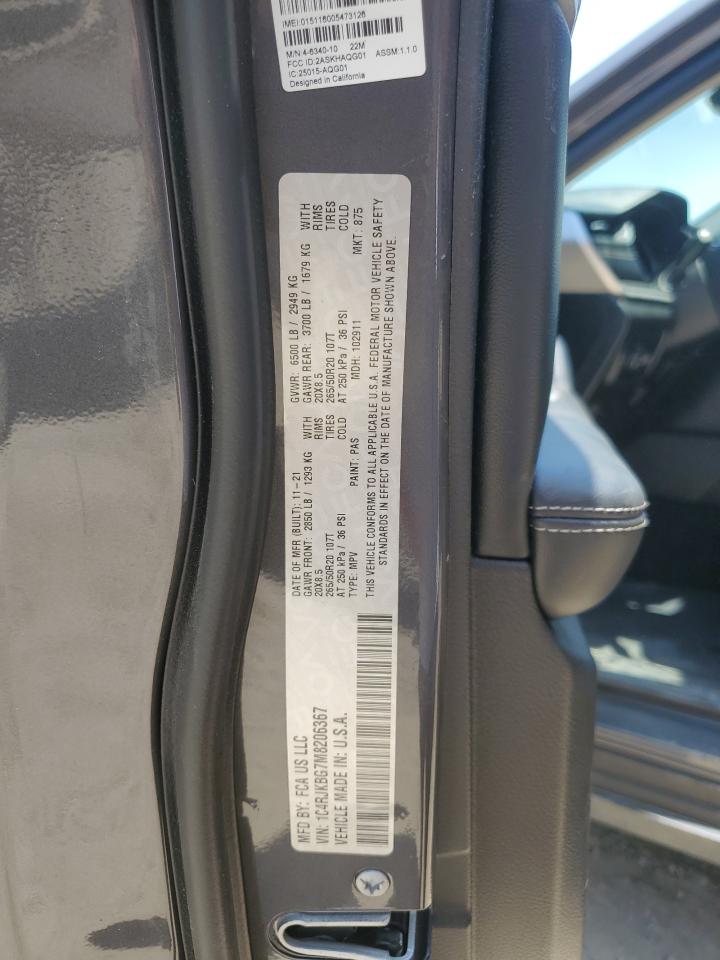 IMEI:015116005473126
M/N:4-6340-10 22M
FCC ID:2ASKHAQG01 ASSM:1.1.0
IC:25015-AQG01
Designed in California
MFD BY: FCA US LLC
VIN: 1C4RJKBG7M8206367
VEHICLE MADE IN: U.S.A.
DATE OF MFR (BUILT): 11-21 GVWR: 6500 LB / 2949 KG
GAWR FRONT: 2850 LB / 1293 KG WITH GAWR REAR: 3700 LB / 1679 KG WITH
20X8.5 RIMS 20X8.5 RIMS
265/50R20 107T TIRES 265/50R20 107T TIRES
AT 250 kPa / 36 PSI COLD AT 250 kPa / 36 PSI COLD
TYPE: MPV PAINT: PAS MDH: 102911 MKT: 875
THIS VEHICLE CONFORMS TO ALL APPLICABLE U.S.A. FEDERAL MOTOR VEHICLE SAFETY
STANDARDS IN EFFECT ON THE DATE OF MANUFACTURE SHOWN ABOVE.